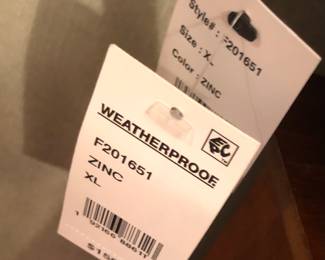 Style# : F201651
Size : XL
Color : ZINC
WEATHERPROOF
F201651
ZINC
XL